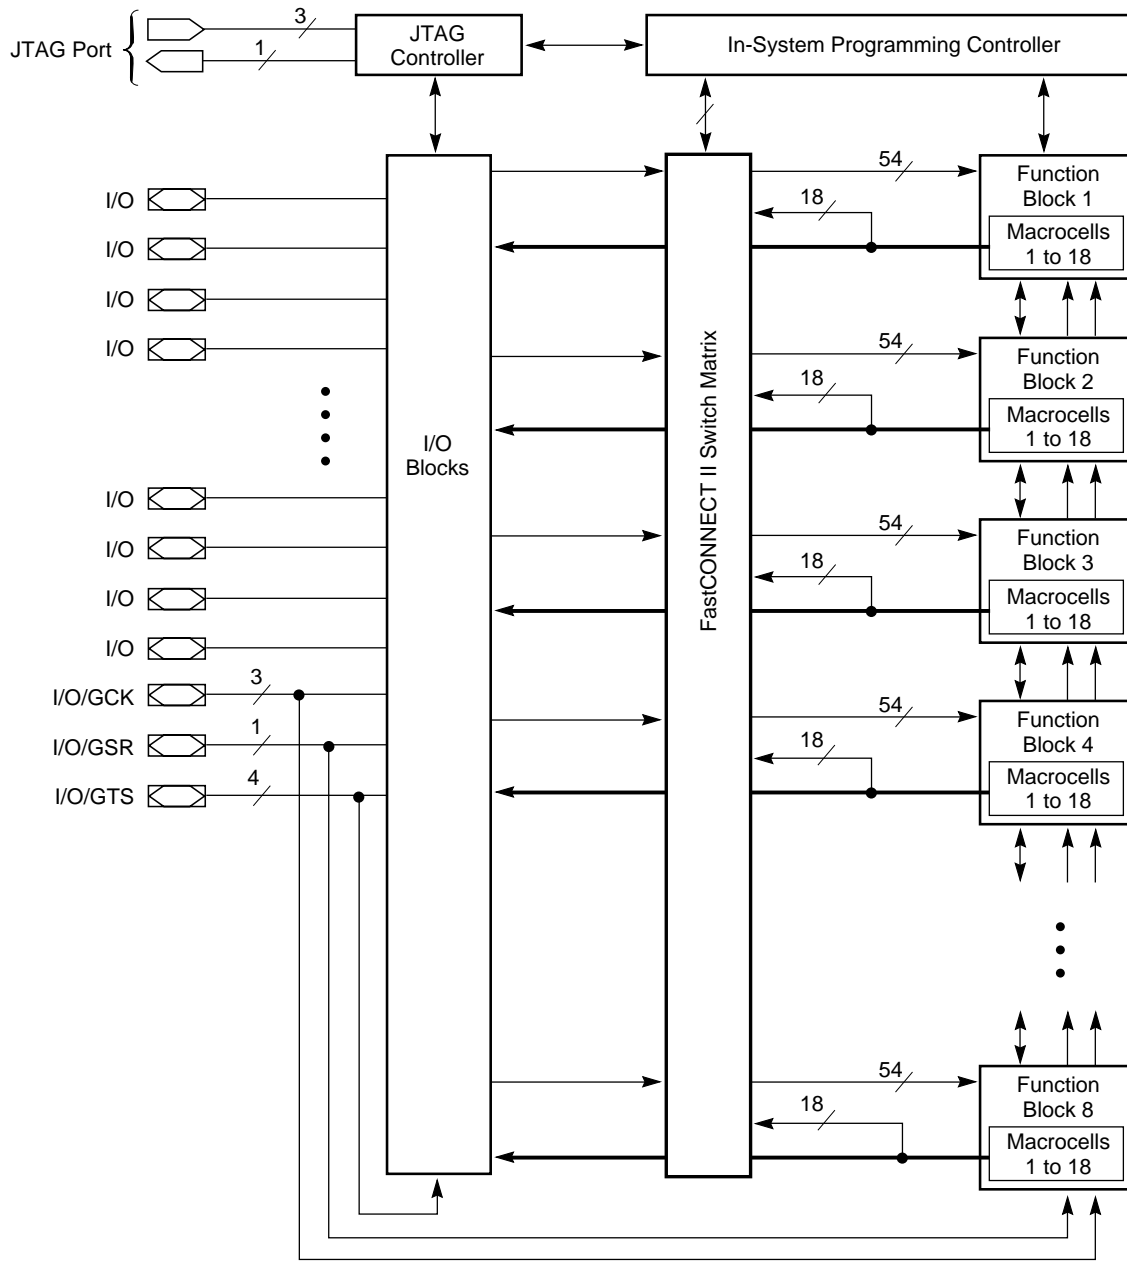 JTAG Port
3
1
JTAG
Controller
In-System Programming Controller
I/O
I/O
I/O
I/O
I/O
I/O
I/O
I/O
I/O/GCK
3
I/O/GSR
1
I/O/GTS
4
I/O
Blocks
FastCONNECT II Switch Matrix
54
18
Function
Block 1
Macrocells
1 to 18
54
18
Function
Block 2
Macrocells
1 to 18
54
18
Function
Block 3
Macrocells
1 to 18
54
18
Function
Block 4
Macrocells
1 to 18
54
18
Function
Block 8
Macrocells
1 to 18